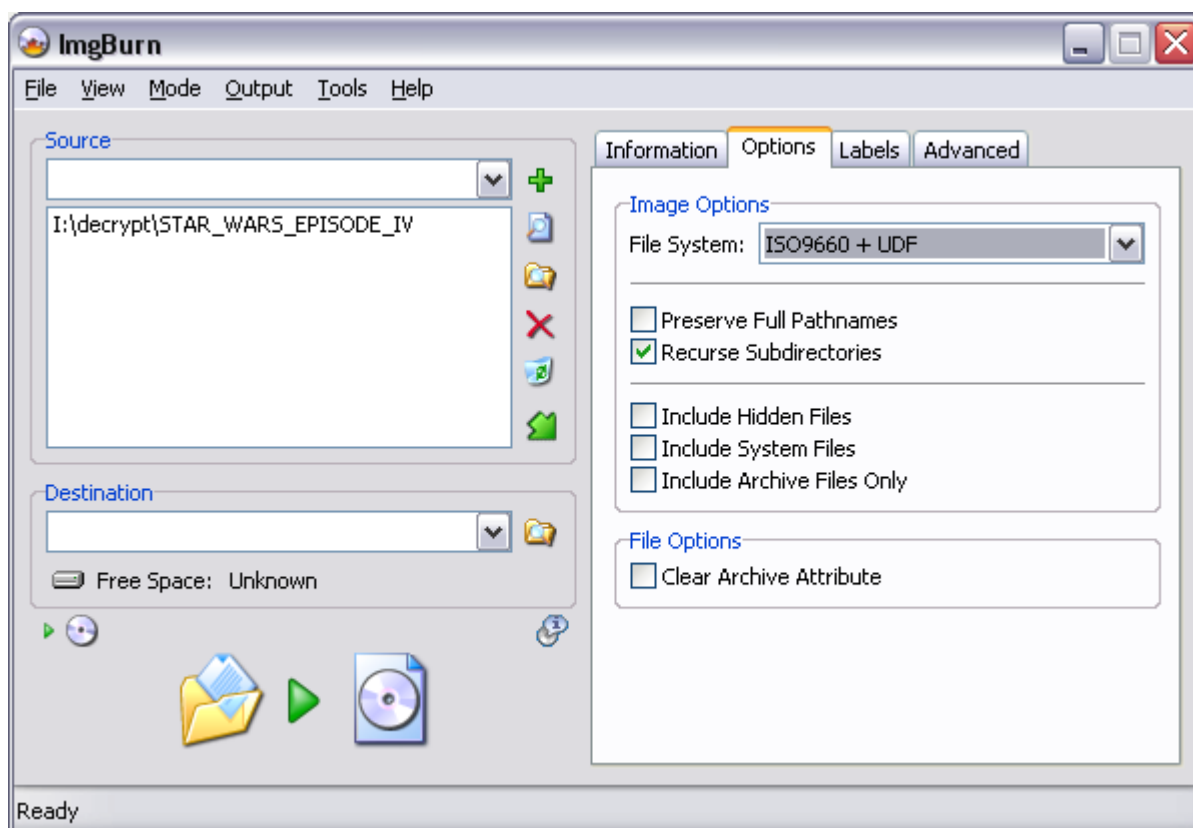 ImgBurn
File View Mode Output Tools Help
Source
I:\decrypt\STAR_WARS_EPISODE_IV
Destination
Free Space: Unknown
Information Options Labels Advanced
Image Options
File System: ISO9660 + UDF
Preserve Full Pathnames
Recurse Subdirectories
Include Hidden Files
Include System Files
Include Archive Files Only
File Options
Clear Archive Attribute
Ready